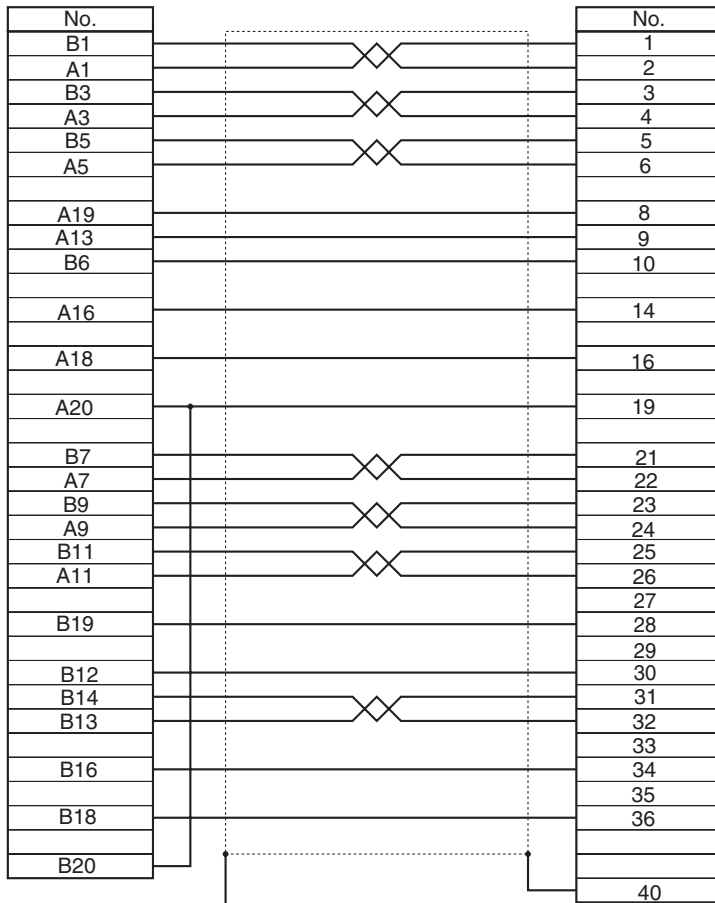 No. No.
B1 1
A1 2
B3 3
A3 4
B5 5
A5 6
A19 8
A13 9
B6 10
A16 14
A18 16
A20 19
B7 21
A7 22
B9 23
A9 24
B11 25
A11 26
27
B19 28
29
B12 30
B14 31
B13 32
33
B16 34
35
B18 36
B20
40